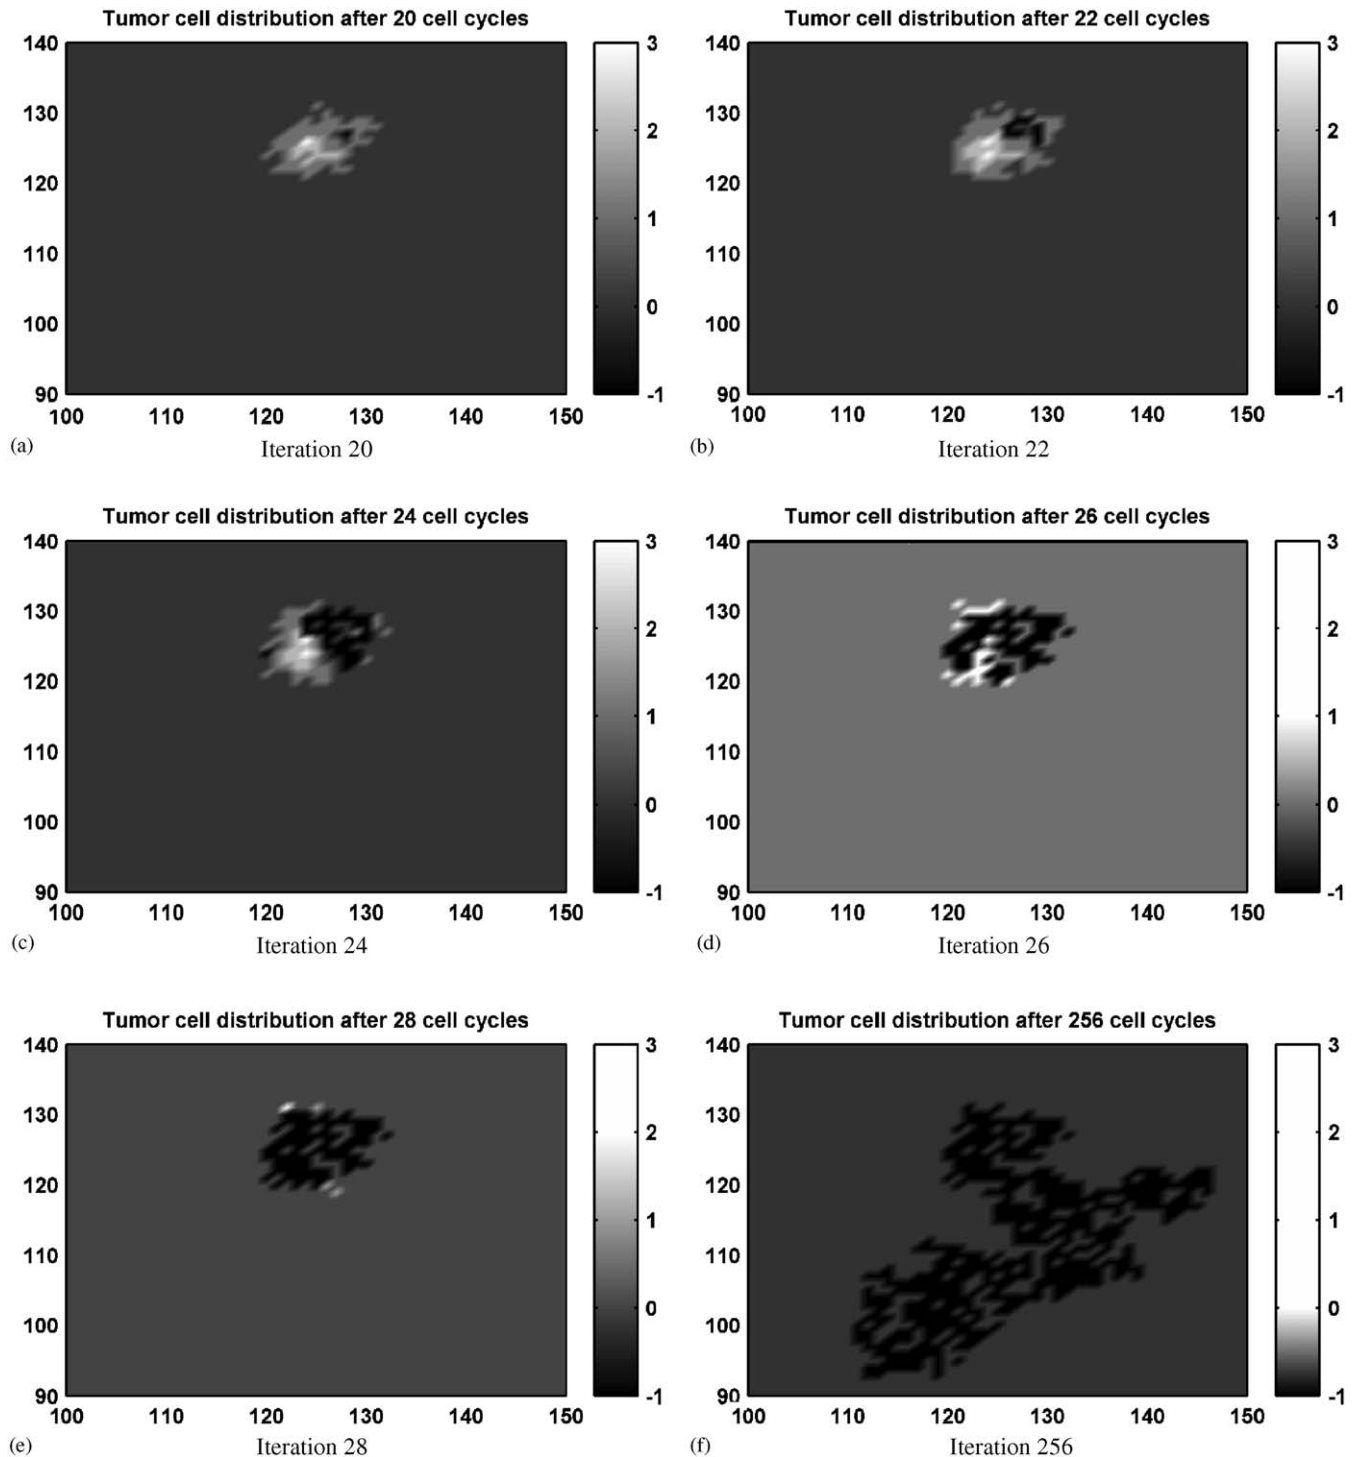 Tumor cell distribution after 20 cell cycles
140
130
120
110
100
90
100 110 120 130 140 150
3
2
1
0
-1
(a)
Iteration 20
Tumor cell distribution after 22 cell cycles
140
130
120
110
100
90
100 110 120 130 140 150
3
2
1
0
-1
(b)
Iteration 22
Tumor cell distribution after 24 cell cycles
140
130
120
110
100
90
100 110 120 130 140 150
3
2
1
0
-1
(c)
Iteration 24
Tumor cell distribution after 26 cell cycles
140
130
120
110
100
90
100 110 120 130 140 150
3
2
1
0
-1
(d)
Iteration 26
Tumor cell distribution after 28 cell cycles
140
130
120
110
100
90
100 110 120 130 140 150
3
2
1
0
-1
(e)
Iteration 28
Tumor cell distribution after 256 cell cycles
140
130
120
110
100
90
100 110 120 130 140 150
3
2
1
0
-1
(f)
Iteration 256